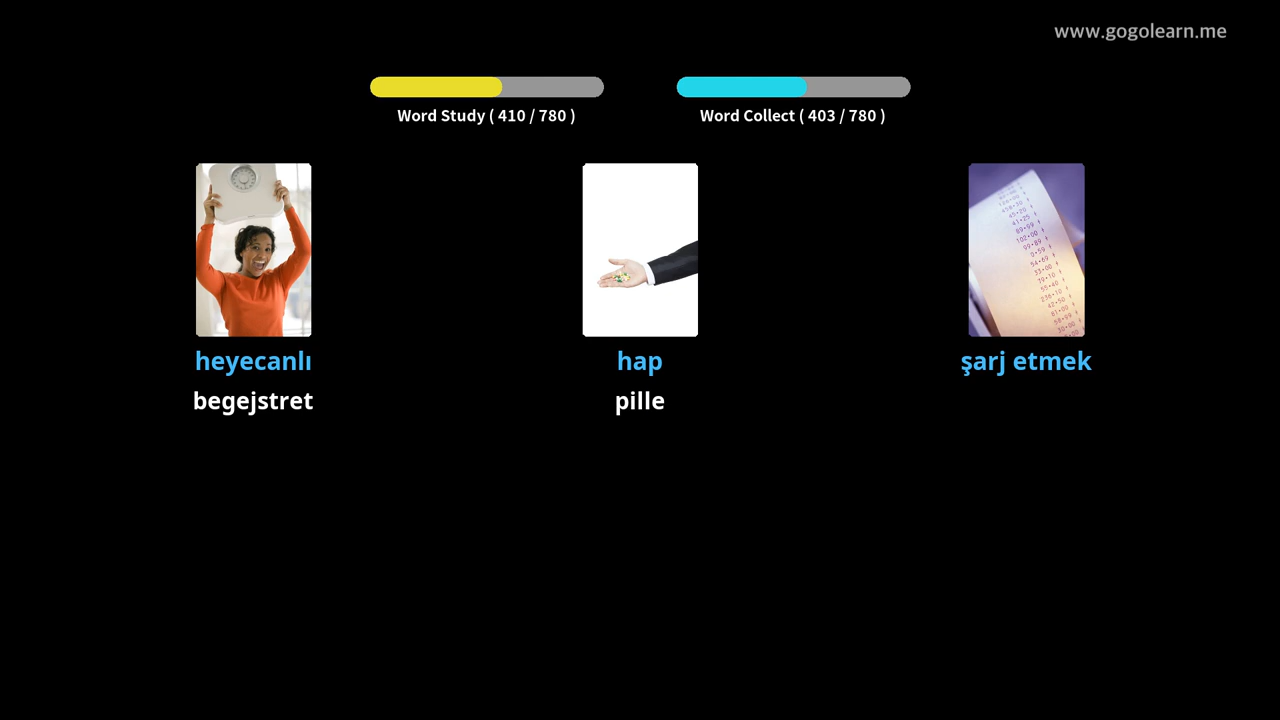 www.gogolearn.me
Word Study ( 410 / 780 )
Word Collect ( 403 / 780 )
heyecanlı
begejstret
hap
pille
şarj etmek